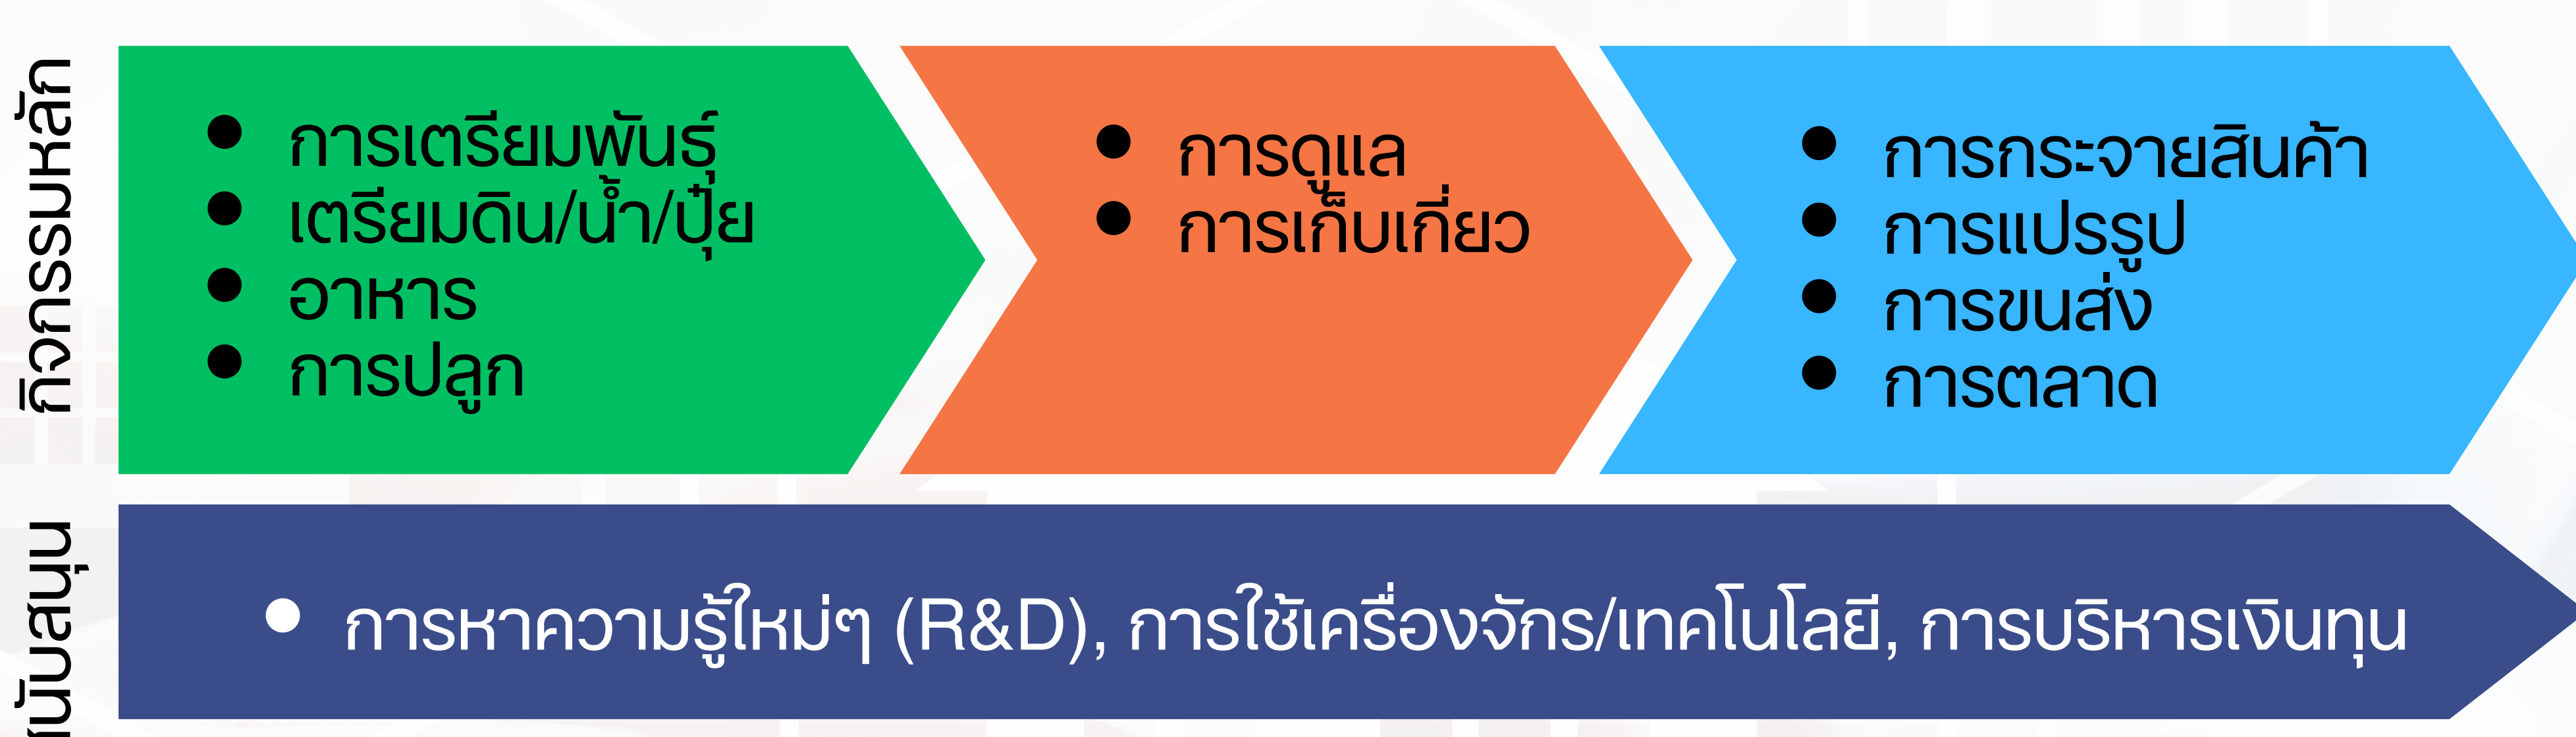 กิจกรรมหลัก
● การเตรียมพันธุ์
● เตรียมดิน/น้ำ/ปุ๋ย
● อาหาร
● การปลูก
● การดูแล
● การเก็บเกี่ยว
● การกระจายสินค้า
● การแปรรูป
● การขนส่ง
● การตลาด
สนับสนุน
● การหาความรู้ใหม่ๆ (R&D), การใช้เครื่องจักร/เทคโนโลยี, การบริหารเงินทุน